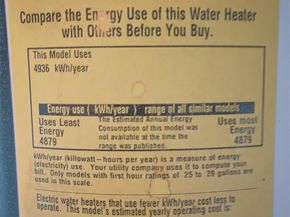 Compare the Energy Use of this Water Heater
with Others Before You Buy.
This Model Uses
4936 kWh/year
Energy use ( kWh/year ) range of all similar models
Uses Least
Energy
4879
The Estimated Annual Energy
Consumption of this model was
not available at the time the
range was published.
Uses most
Energy
4879
kWh/year (killowatt-hours per year) is a measure of energy
(electricity) use. Your utility company uses it to compute your
bill. Only models with first hour ratings of 25 to 29 gallons are
used in this scale.
Electric water heaters that use fewer kWh/year cost less to
operate. This model's estimated yearly operating cost is: